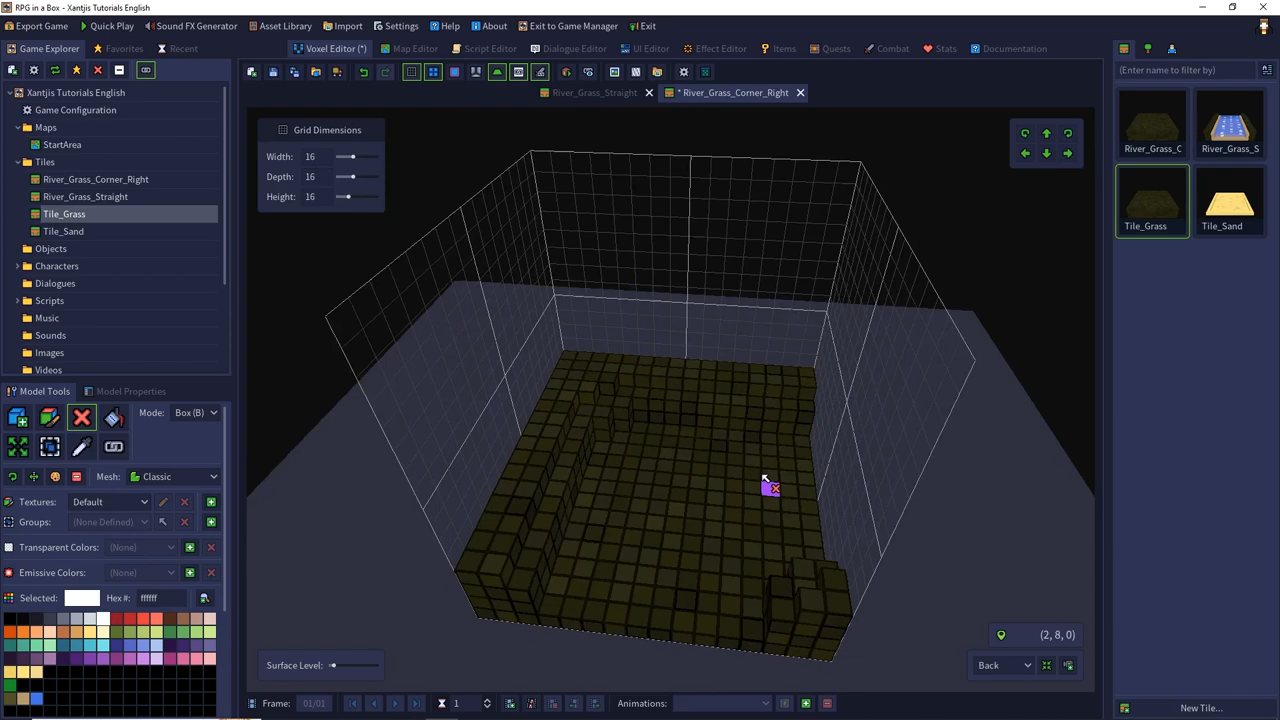 RPG in a Box - Xantjis Tutorials English
Export Game Quick Play Sound FX Generator Asset Library Import Settings Help About Exit to Game Manager Exit
Game Explorer Favorites Recent
Voxel Editor (*) Map Editor Script Editor Dialogue Editor UI Editor Effect Editor Items Quests Combat Stats Documentation
(Enter name to filter by)
River_Grass_Straight * River_Grass_Corner_Right
Xantjis Tutorials English
Game Configuration
Maps
StartArea
Tiles
River_Grass_Corner_Right
River_Grass_Straight
Tile_Grass
Tile_Sand
Objects
Characters
Dialogues
Scripts
Music
Sounds
Images
Videos
Grid Dimensions
Width: 16
Depth: 16
Height: 16
River_Grass_C River_Grass_S
Tile_Grass Tile_Sand
Model Tools Model Properties
Mode: Box (B)
Mesh: Classic
Textures: Default
Groups: (None Defined)
Transparent Colors: (None)
Emissive Colors: (None)
Selected: Hex #: ffffff
(2, 8, 0)
Surface Level: Back
Frame: 01/01 1 Animations:
New Tile...